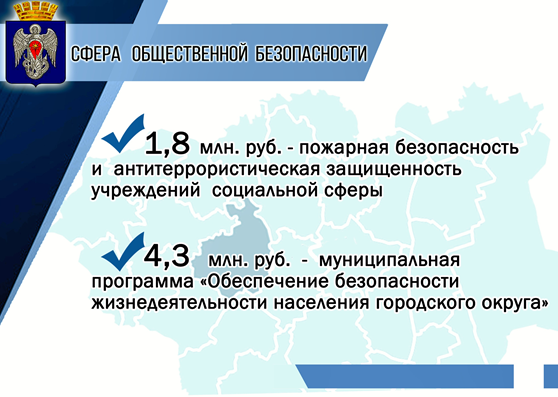 СФЕРА ОБЩЕСТВЕННОЙ БЕЗОПАСНОСТИ
1,8 млн. руб. - пожарная безопасность
и антитеррористическая защищенность
учреждений социальной сферы
4,3 млн. руб. - муниципальная
программа «Обеспечение безопасности
жизнедеятельности населения городского округа»